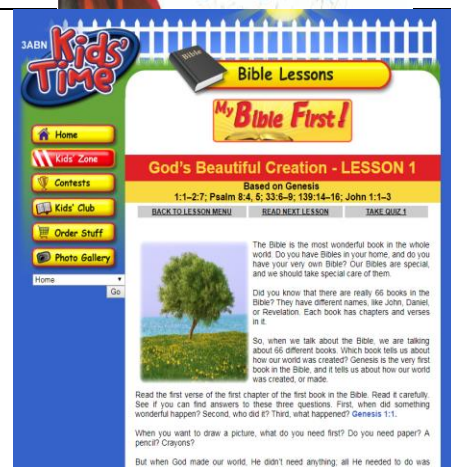 3ABN
Kids'
Time
Bible
Bible Lessons
My Bible First!
Home
Kids' Zone
Contests
Kids' Club
Order Stuff
Photo Gallery
Home
Go
God's Beautiful Creation - LESSON 1
Based on Genesis
1:1–2:7; Psalm 8:4, 5; 33:6–9; 139:14–16; John 1:1–3
BACK TO LESSON MENU READ NEXT LESSON TAKE QUIZ 1
The Bible is the most wonderful book in the whole
world. Do you have Bibles in your home, and do you
have your very own Bible? Our Bibles are special,
and we should take special care of them.
Did you know that there are really 66 books in the
Bible? They have different names, like John, Daniel,
or Revelation. Each book has chapters and verses
in it.
So, when we talk about the Bible, we are talking
about 66 different books. Which book tells us about
how our world was created? Genesis is the very first
book in the Bible, and it tells us about how our world
was created, or made.
Read the first verse of the first chapter of the first book in the Bible. Read it carefully.
See if you can find answers to these three questions. First, when did something
wonderful happen? Second, who did it? Third, what happened? Genesis 1:1.
When you want to draw a picture, what do you need first? Do you need paper? A
pencil? Crayons?
But when God made our world, He didn't need anything; all He needed to do was